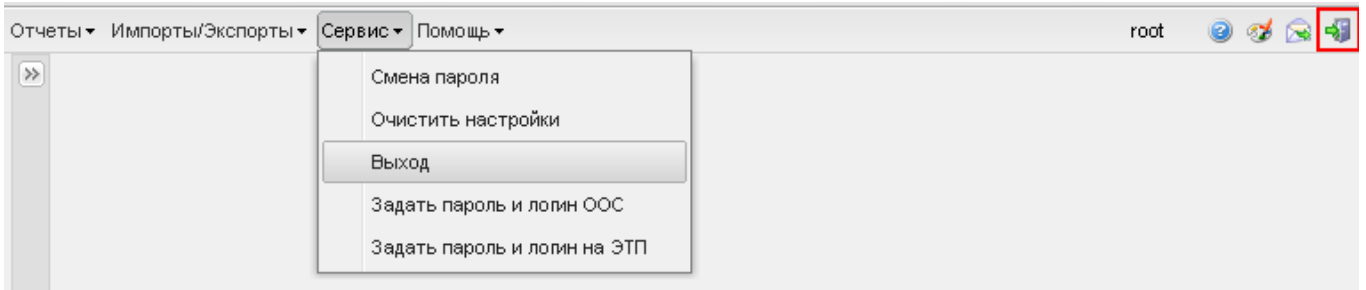 Отчеты Импорты/Экспорты Сервис Помощь root
Смена пароля
Очистить настройки
Выход
Задать пароль и логин ООС
Задать пароль и логин на ЭТП